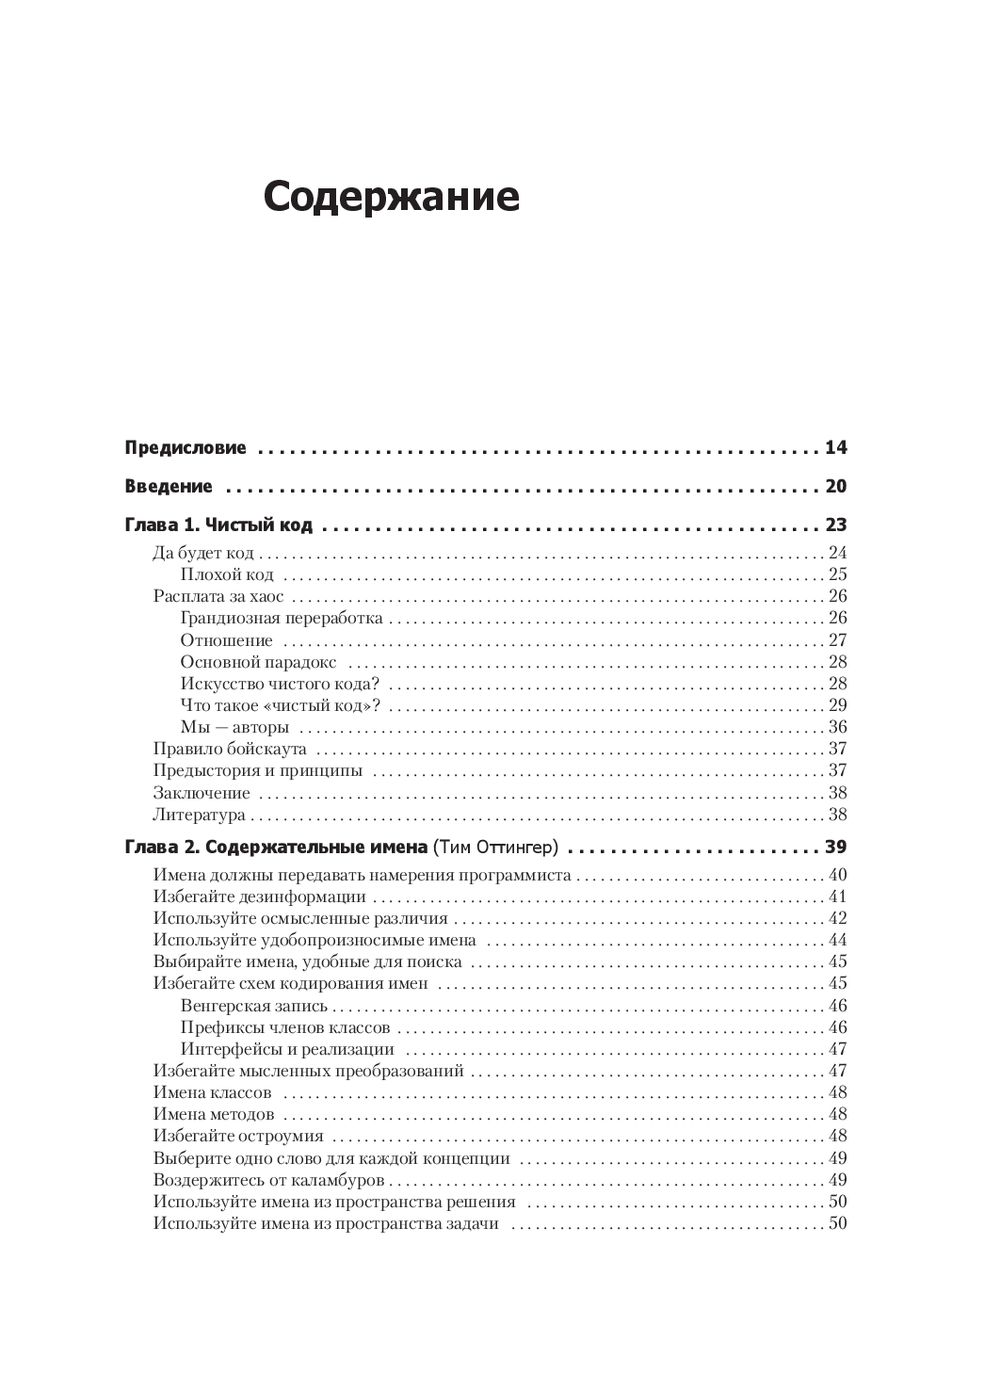 Содержание
Предисловие . . . . . . . . . . . . . . . . . . . . . . . . . . . . . . . . . . . . . . . . . . . . . . . . . . . . . 14
Введение . . . . . . . . . . . . . . . . . . . . . . . . . . . . . . . . . . . . . . . . . . . . . . . . . . . . . . . . 20
Глава 1. Чистый код . . . . . . . . . . . . . . . . . . . . . . . . . . . . . . . . . . . . . . . . . . . . . . . 23
Да будет код . . . . . . . . . . . . . . . . . . . . . . . . . . . . . . . . . . . . . . . . . . . . . . . . . . . . . 24
Плохой код . . . . . . . . . . . . . . . . . . . . . . . . . . . . . . . . . . . . . . . . . . . . . . . . . . . . . 25
Расплата за хаос . . . . . . . . . . . . . . . . . . . . . . . . . . . . . . . . . . . . . . . . . . . . . . . . . . 26
Грандиозная переработка . . . . . . . . . . . . . . . . . . . . . . . . . . . . . . . . . . . . . . . . . . 26
Отношение . . . . . . . . . . . . . . . . . . . . . . . . . . . . . . . . . . . . . . . . . . . . . . . . . . . . . 27
Основной парадокс . . . . . . . . . . . . . . . . . . . . . . . . . . . . . . . . . . . . . . . . . . . . . . . 28
Искусство чистого кода? . . . . . . . . . . . . . . . . . . . . . . . . . . . . . . . . . . . . . . . . . . . 28
Что такое «чистый код»? . . . . . . . . . . . . . . . . . . . . . . . . . . . . . . . . . . . . . . . . . . . 29
Мы — авторы . . . . . . . . . . . . . . . . . . . . . . . . . . . . . . . . . . . . . . . . . . . . . . . . . . . . 36
Правило бойскаута . . . . . . . . . . . . . . . . . . . . . . . . . . . . . . . . . . . . . . . . . . . . . . . . 37
Предыстория и принципы . . . . . . . . . . . . . . . . . . . . . . . . . . . . . . . . . . . . . . . . . . . 37
Заключение . . . . . . . . . . . . . . . . . . . . . . . . . . . . . . . . . . . . . . . . . . . . . . . . . . . . . 38
Литература . . . . . . . . . . . . . . . . . . . . . . . . . . . . . . . . . . . . . . . . . . . . . . . . . . . . . . 38
Глава 2. Содержательные имена (Тим Оттингер) . . . . . . . . . . . . . . . . . . . . . . . . 39
Имена должны передавать намерения программиста . . . . . . . . . . . . . . . . . . . . . . . 40
Избегайте дезинформации . . . . . . . . . . . . . . . . . . . . . . . . . . . . . . . . . . . . . . . . . . . 41
Используйте осмысленные различия . . . . . . . . . . . . . . . . . . . . . . . . . . . . . . . . . . . 42
Используйте удобопроизносимые имена . . . . . . . . . . . . . . . . . . . . . . . . . . . . . . . . 44
Выбирайте имена, удобные для поиска . . . . . . . . . . . . . . . . . . . . . . . . . . . . . . . . . 45
Избегайте схем кодирования имен . . . . . . . . . . . . . . . . . . . . . . . . . . . . . . . . . . . . 45
Венгерская запись . . . . . . . . . . . . . . . . . . . . . . . . . . . . . . . . . . . . . . . . . . . . . . . . 46
Префиксы членов классов . . . . . . . . . . . . . . . . . . . . . . . . . . . . . . . . . . . . . . . . . . 46
Интерфейсы и реализации . . . . . . . . . . . . . . . . . . . . . . . . . . . . . . . . . . . . . . . . . 47
Избегайте мысленных преобразований . . . . . . . . . . . . . . . . . . . . . . . . . . . . . . . . . 47
Имена классов . . . . . . . . . . . . . . . . . . . . . . . . . . . . . . . . . . . . . . . . . . . . . . . . . . . 48
Имена методов . . . . . . . . . . . . . . . . . . . . . . . . . . . . . . . . . . . . . . . . . . . . . . . . . . . 48
Избегайте остроумия . . . . . . . . . . . . . . . . . . . . . . . . . . . . . . . . . . . . . . . . . . . . . . . 48
Выберите одно слово для каждой концепции . . . . . . . . . . . . . . . . . . . . . . . . . . . . . 49
Воздержитесь от каламбуров . . . . . . . . . . . . . . . . . . . . . . . . . . . . . . . . . . . . . . . . . 49
Используйте имена из пространства решения . . . . . . . . . . . . . . . . . . . . . . . . . . . . 50
Используйте имена из пространства задачи . . . . . . . . . . . . . . . . . . . . . . . . . . . . . . 50